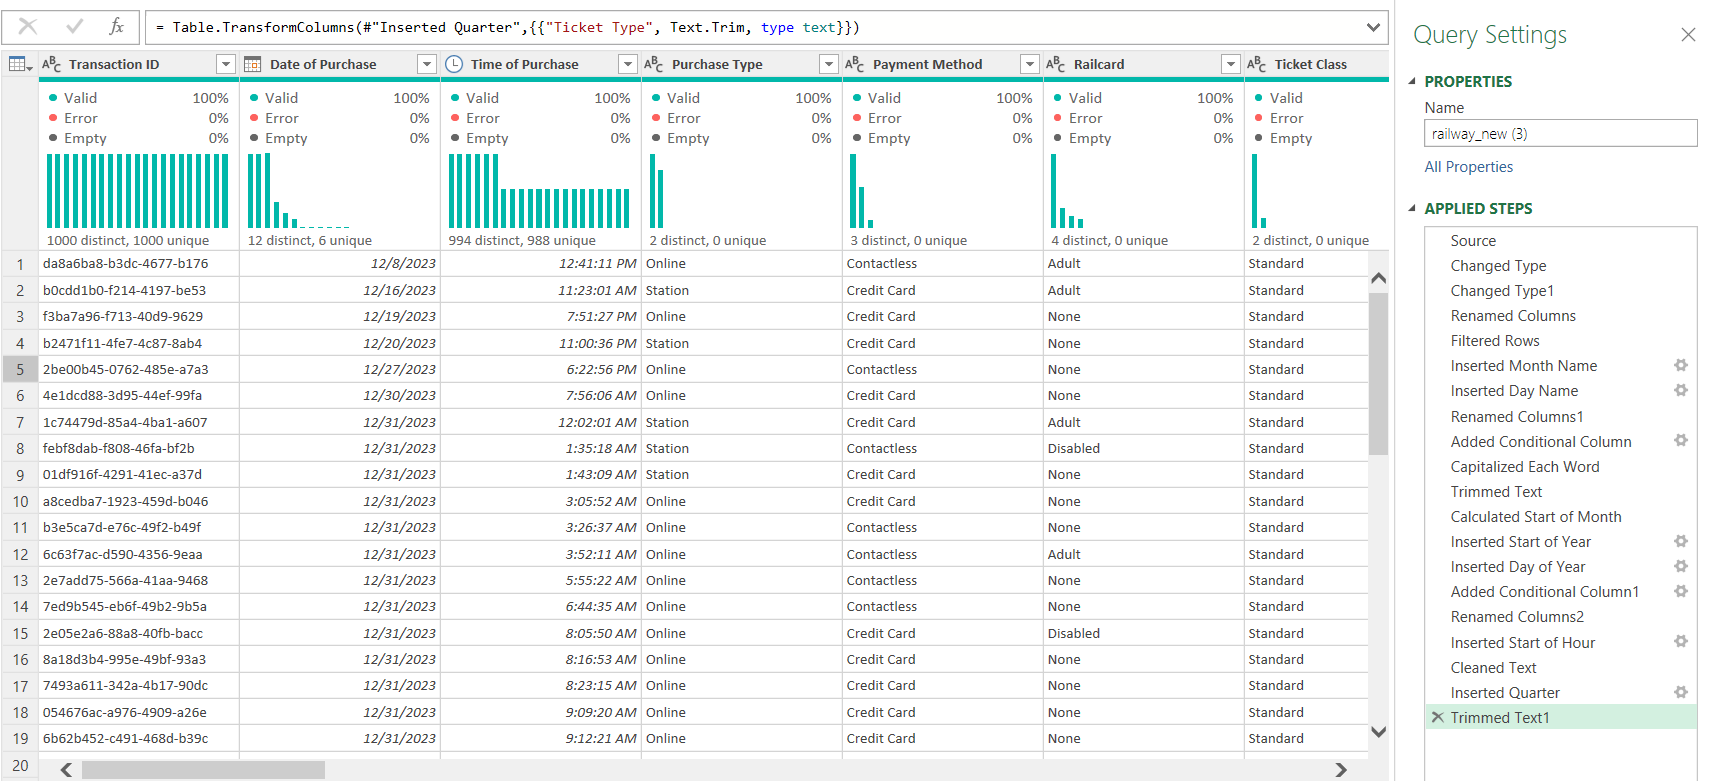 fx = Table.TransformColumns(#"Inserted Quarter",{{"Ticket Type", Text.Trim, type text}})
ABC Transaction ID Date of Purchase Time of Purchase ABC Purchase Type ABC Payment Method ABC Railcard ABC Ticket Class
Valid 100% Valid 100% Valid 100% Valid 100% Valid 100% Valid 100% Valid
Error 0% Error 0% Error 0% Error 0% Error 0% Error 0% Error
Empty 0% Empty 0% Empty 0% Empty 0% Empty 0% Empty 0% Empty
1000 distinct, 1000 unique 12 distinct, 6 unique 994 distinct, 988 unique 2 distinct, 0 unique 3 distinct, 0 unique 4 distinct, 0 unique 2 distinct, 0 unique
1 da8a6ba8-b3dc-4677-b176 12/8/2023 12:41:11 PM Online Contactless Adult Standard
2 b0cdd1b0-f214-4197-be53 12/16/2023 11:23:01 AM Station Credit Card Adult Standard
3 f3ba7a96-f713-40d9-9629 12/19/2023 7:51:27 PM Online Credit Card None Standard
4 b2471f11-4fe7-4c87-8ab4 12/20/2023 11:00:36 PM Station Credit Card None Standard
5 2be00b45-0762-485e-a7a3 12/27/2023 6:22:56 PM Online Contactless None Standard
6 4e1dcd88-3d95-44ef-99fa 12/30/2023 7:56:06 AM Online Credit Card None Standard
7 1c74479d-85a4-4ba1-a607 12/31/2023 12:02:01 AM Station Credit Card Adult Standard
8 febf8dab-f808-46fa-bf2b 12/31/2023 1:35:18 AM Station Contactless Disabled Standard
9 01df916f-4291-41ec-a37d 12/31/2023 1:43:09 AM Station Credit Card None Standard
10 a8cedba7-1923-459d-b046 12/31/2023 3:05:52 AM Online Credit Card None Standard
11 b3e5ca7d-e76c-49f2-b49f 12/31/2023 3:26:37 AM Online Contactless None Standard
12 6c63f7ac-d590-4356-9eaa 12/31/2023 3:52:11 AM Online Contactless Adult Standard
13 2e7add75-566a-41aa-9468 12/31/2023 5:55:22 AM Online Contactless None Standard
14 7ed9b545-eb6f-49b2-9b5a 12/31/2023 6:44:35 AM Online Contactless None Standard
15 2e05e2a6-88a8-40fb-bacc 12/31/2023 8:05:50 AM Online Credit Card Disabled Standard
16 8a18d3b4-995e-49bf-93a3 12/31/2023 8:16:53 AM Online Credit Card None Standard
17 7493a611-342a-4b17-90dc 12/31/2023 8:23:15 AM Online Credit Card None Standard
18 054676ac-a976-4909-a26e 12/31/2023 9:09:20 AM Online Credit Card None Standard
19 6b62b452-c491-468d-b39c 12/31/2023 9:12:21 AM Online Credit Card None Standard
20
Query Settings
PROPERTIES
Name
railway_new (3)
All Properties
APPLIED STEPS
Source
Changed Type
Changed Type1
Renamed Columns
Filtered Rows
Inserted Month Name
Inserted Day Name
Renamed Columns1
Added Conditional Column
Capitalized Each Word
Trimmed Text
Calculated Start of Month
Inserted Start of Year
Inserted Day of Year
Added Conditional Column1
Renamed Columns2
Inserted Start of Hour
Cleaned Text
Inserted Quarter
Trimmed Text1